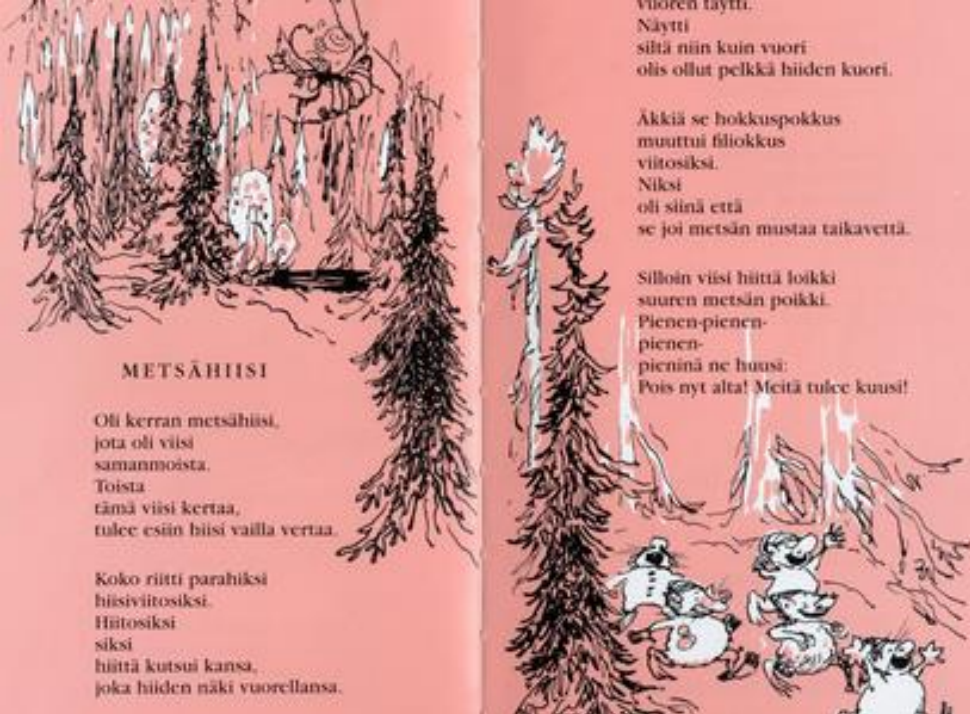 METSÄHIISI
Oli kerran metsähiisi,
jota oli viisi
samanmoista.
Toista
tämä viisi kertaa,
tulee esiin hiisi vailla vertaa.
Koko riitti parahiksi
hiisiviitosiksi.
Hiitosiksi
siksi
hiittä kutsui kansa,
joka hiiden näki vuorellansa.
vuoren täytti.
Näytti
siltä niin kuin vuori
olis ollut pelkkä hiiden kuori.
Äkkiä se hokkuspokkus
muuttui filiokkus
viitosiksi.
Niksi
oli siinä että
se joi metsän mustaa taikavettä.
Silloin viisi hiittä loikki
suuren metsän poikki.
Pienen-pienen-
pienen-
pieninä ne huusi:
Pois nyt alta! Meitä tulee kuusi!